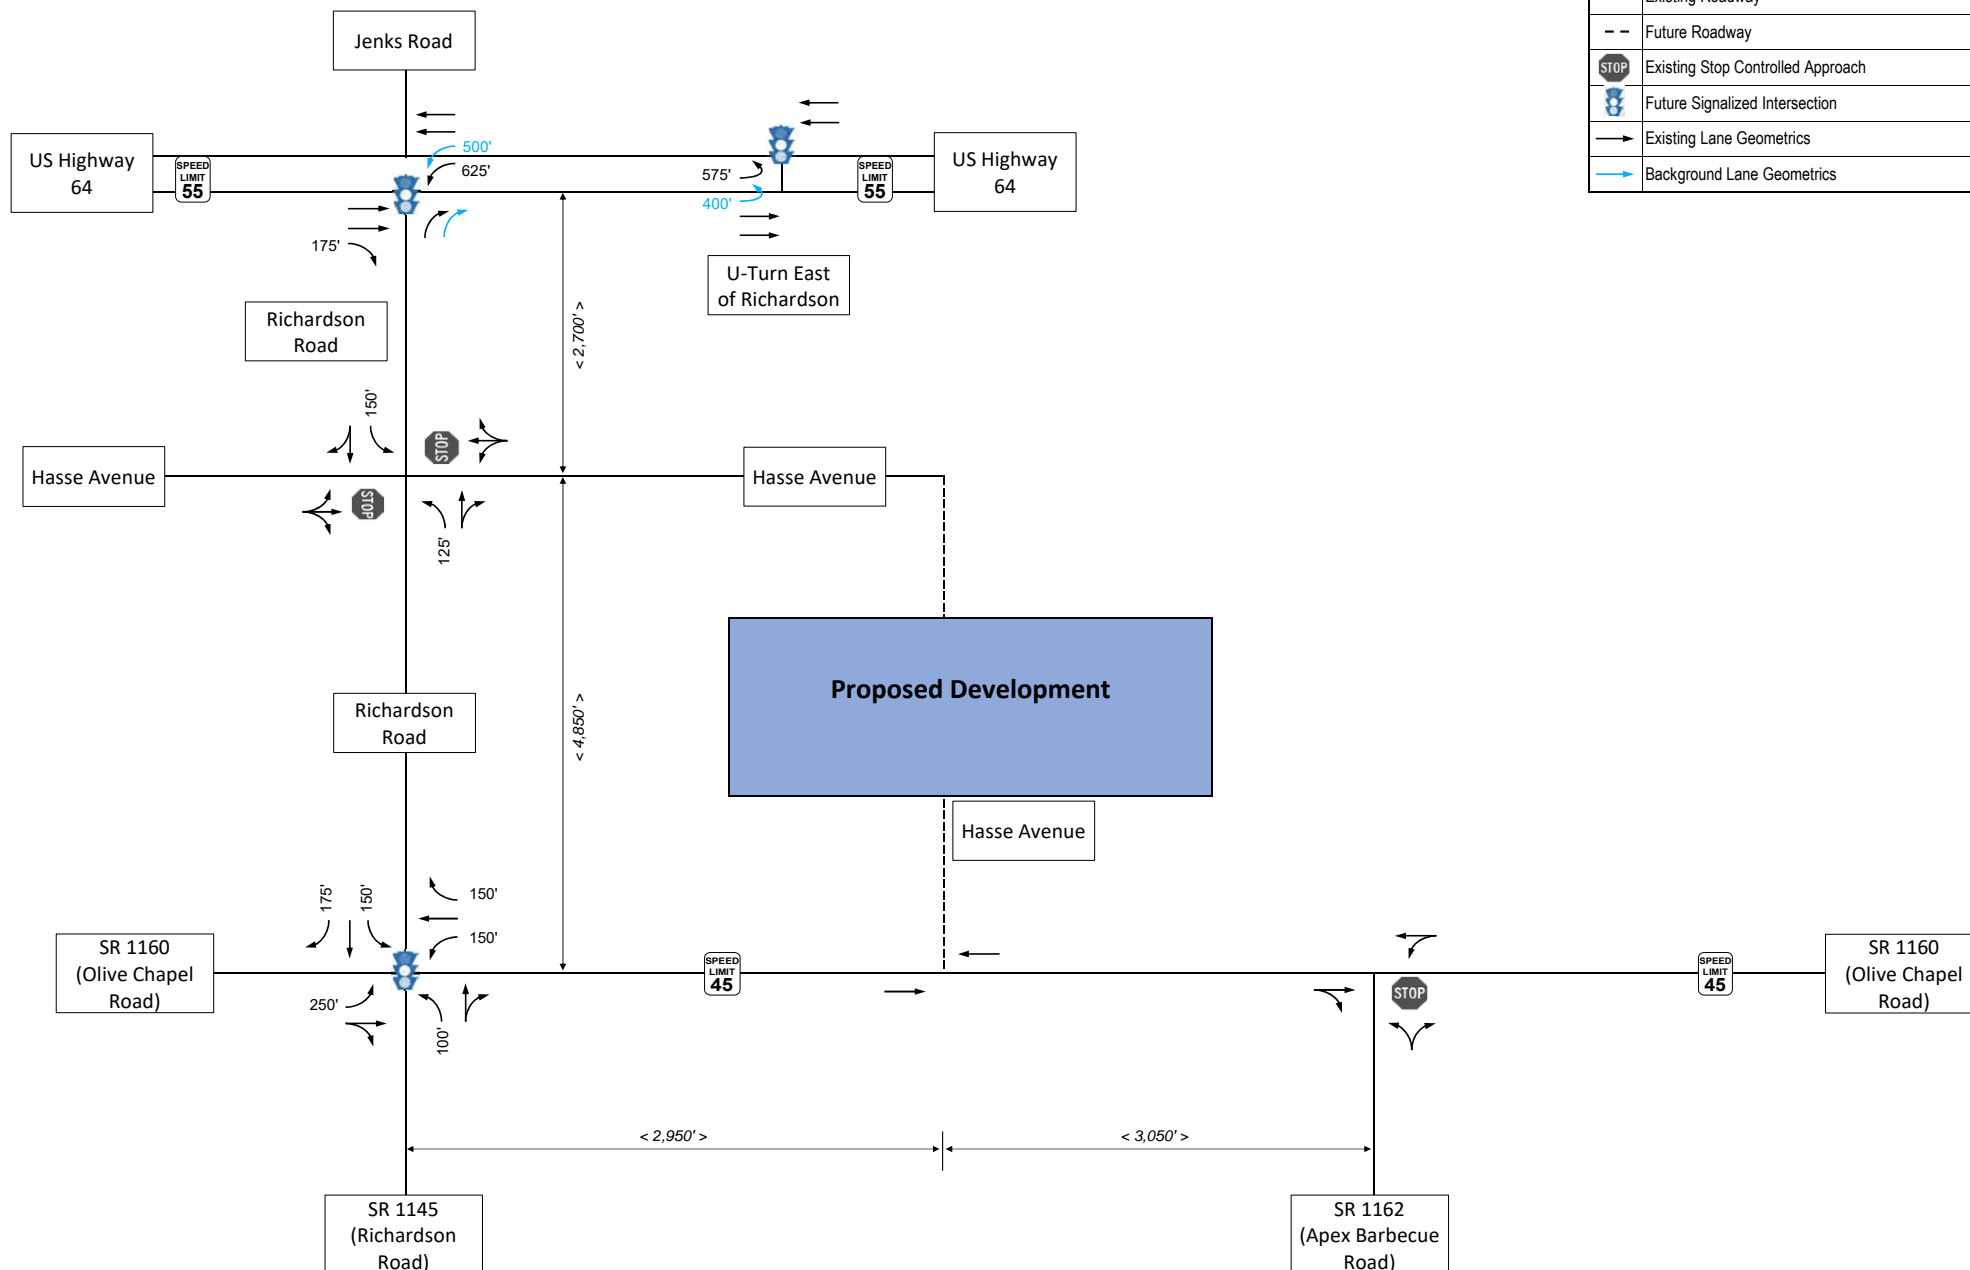 Existing Roadway
Future Roadway
STOP
Existing Stop Controlled Approach
Future Signalized Intersection
Existing Lane Geometrics
Background Lane Geometrics
Jenks Road
US Highway
64
SPEED
LIMIT
55
500'
625'
575'
400'
SPEED
LIMIT
55
US Highway
64
175'
U-Turn East
of Richardson
Richardson
Road
< 2,700' >
150'
STOP
Hasse Avenue
Hasse Avenue
STOP
125'
Proposed Development
Richardson
Road
< 4,850' >
Hasse Avenue
175'
150'
150'
150'
SR 1160
(Olive Chapel
Road)
250'
100'
SPEED
LIMIT
45
STOP
SPEED
LIMIT
45
SR 1160
(Olive Chapel
Road)
< 2,950' >
< 3,050' >
SR 1145
(Richardson
Road)
SR 1162
(Apex Barbecue
Road)